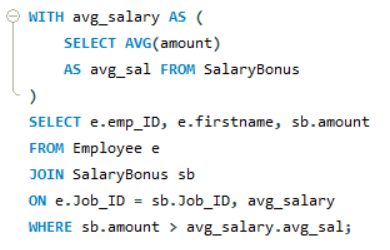 WITH avg_salary AS (
SELECT AVG(amount)
AS avg_sal FROM SalaryBonus
)
SELECT e.emp_ID, e.firstname, sb.amount
FROM Employee e
JOIN SalaryBonus sb
ON e.Job_ID = sb.Job_ID, avg_salary
WHERE sb.amount > avg_salary.avg_sal;